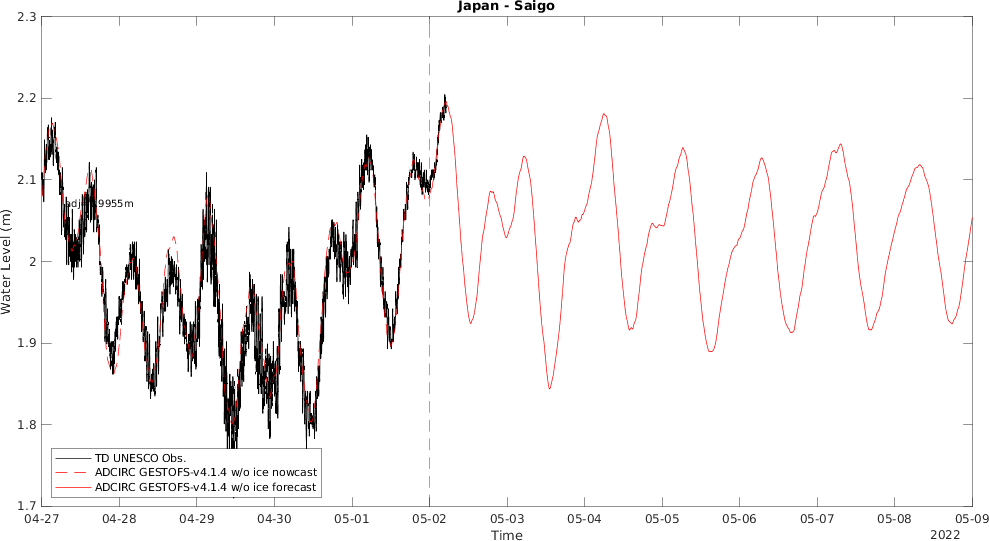 Japan - Saigo
2.3
2.2
2.1
2
1.9
1.8
1.7
Water Level (m)
9955m
TD UNESCO Obs.
ADCIRC GESTOFS-v4.1.4 w/o ice nowcast
ADCIRC GESTOFS-v4.1.4 w/o ice forecast
04-27 04-28 04-29 04-30 05-01 05-02 05-03 05-04 05-05 05-06 05-07 05-08 05-09
Time
2022